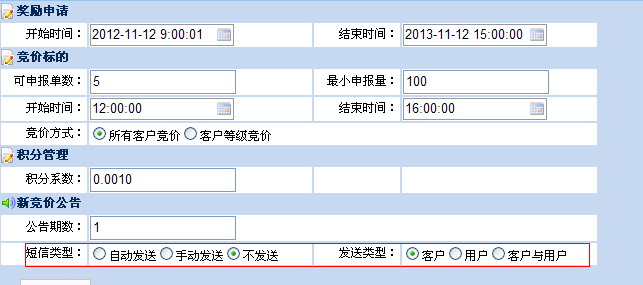 奖励申请
开始时间： 2012-11-12 9:00:01 结束时间： 2013-11-12 15:00:00
竞价标的
可申报单数： 5 最小申报量： 100
开始时间： 12:00:00 结束时间： 16:00:00
竞价方式： 所有客户竞价 客户等级竞价
积分管理
积分系数： 0.0010
新竞价公告
公告期数： 1
短信类型： 自动发送 手动发送 不发送 发送类型： 客户 用户 客户与用户